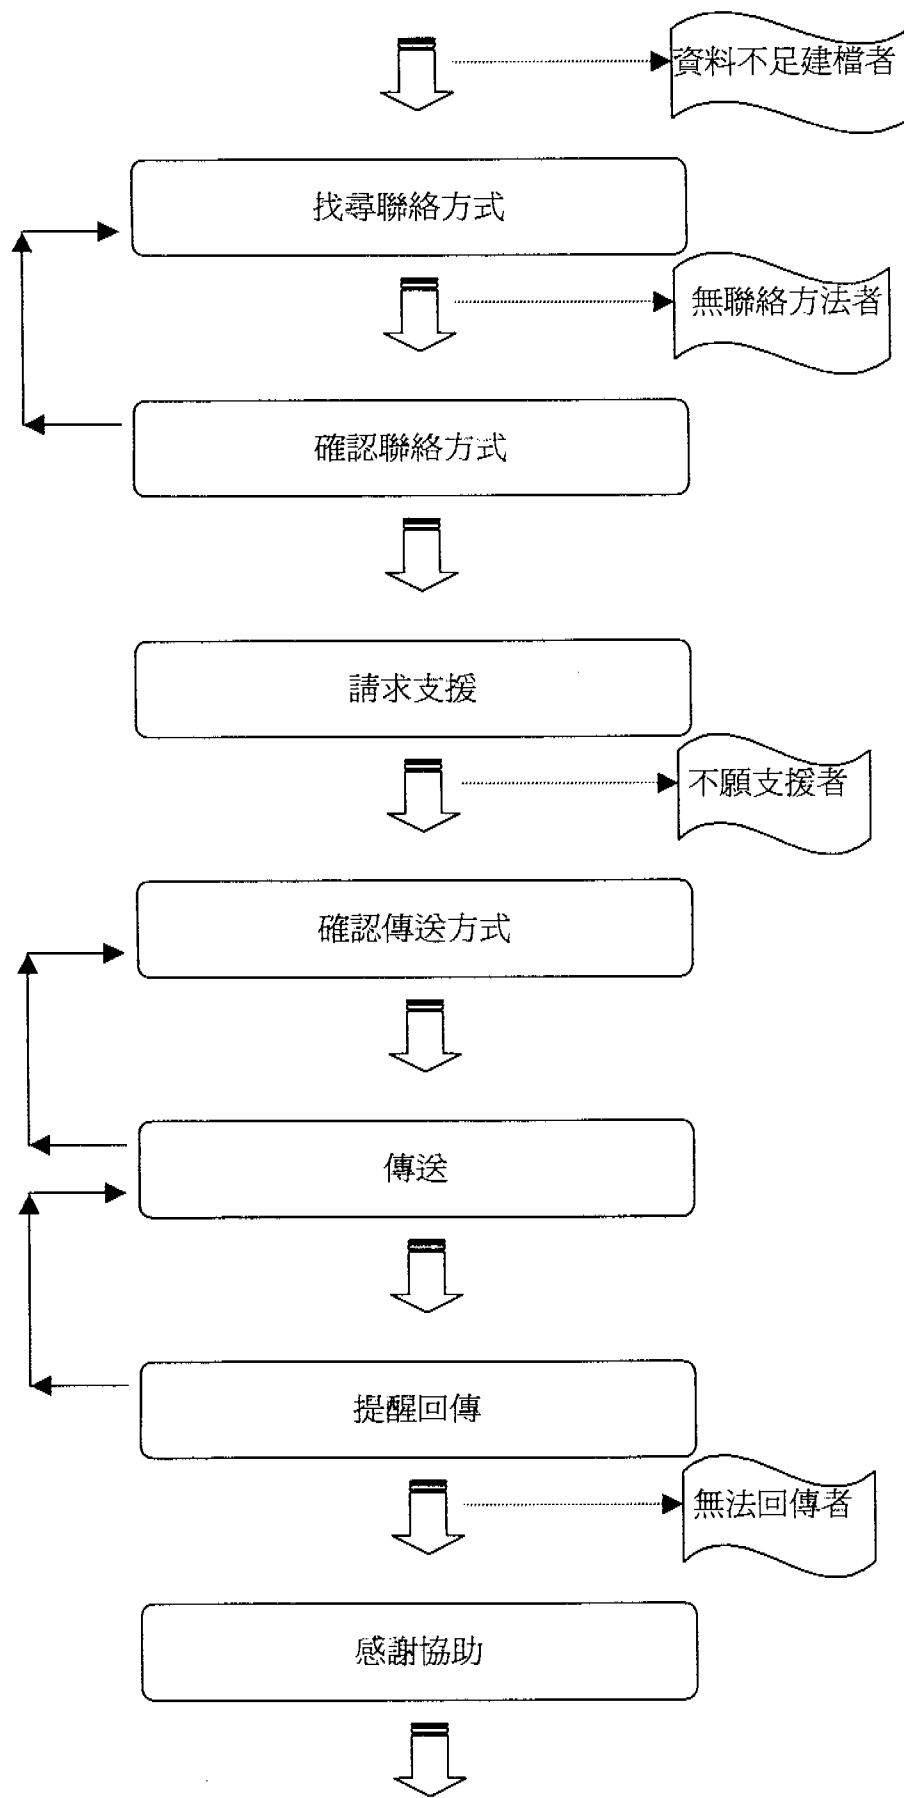 資料不足建檔者
找尋聯絡方式
無聯絡方法者
確認聯絡方式
請求支援
不願支援者
確認傳送方式
傳送
提醒回傳
無法回傳者
感謝協助